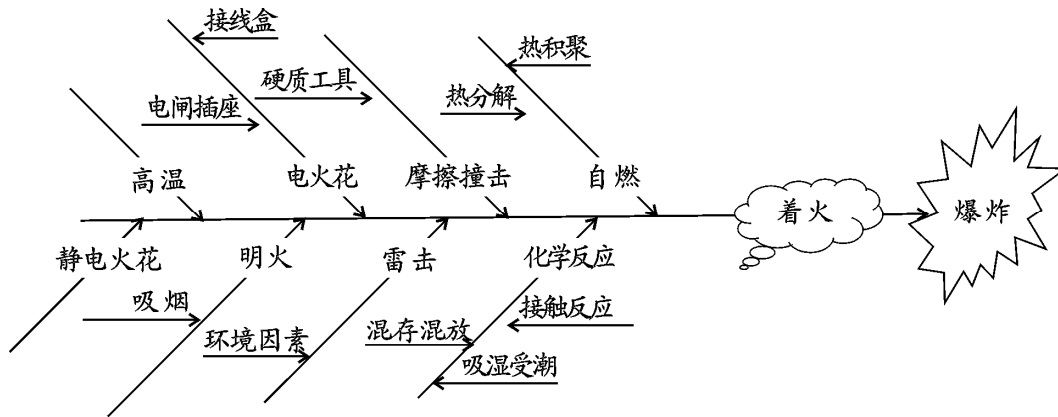 接线盒
硬质工具
热积聚
电闸插座
热分解
高温
电火花
摩擦撞击
自燃
着火
爆炸
静电火花
明火
雷击
化学反应
吸烟
环境因素
混存混放
接触反应
吸湿受潮